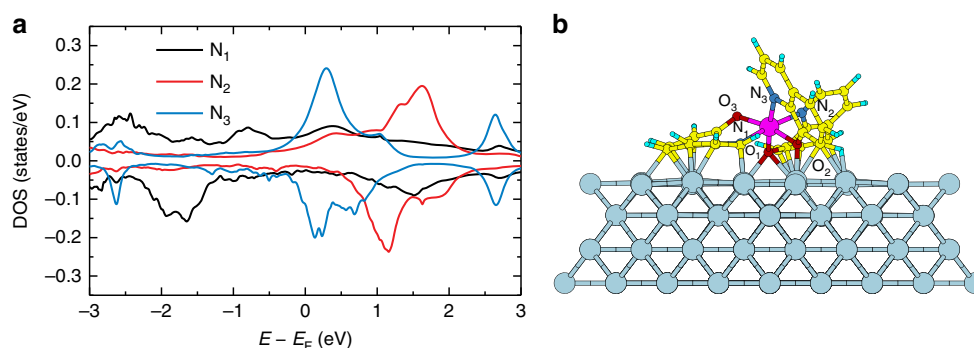 a
DOS (states/eV)
0.3
0.2
0.1
0.0
−0.1
−0.2
−0.3
N1
N2
N3
−3
−2
−1
0
1
2
3
E − EF (eV)
b
O3
N3
N2
N1
O1
O2